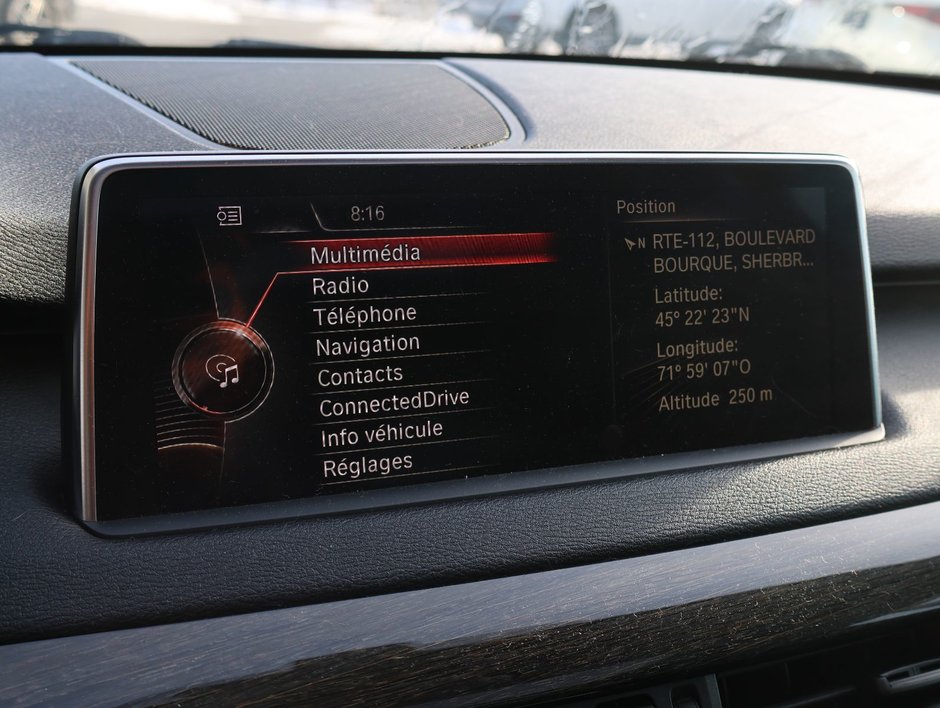 8:16
Multimédia
Radio
Téléphone
Navigation
Contacts
ConnectedDrive
Info véhicule
Réglages
Position
N RTE-112, BOULEVARD
BOURQUE, SHERBR...
Latitude:
45° 22' 23"N
Longitude:
71° 59' 07"O
Altitude 250 m